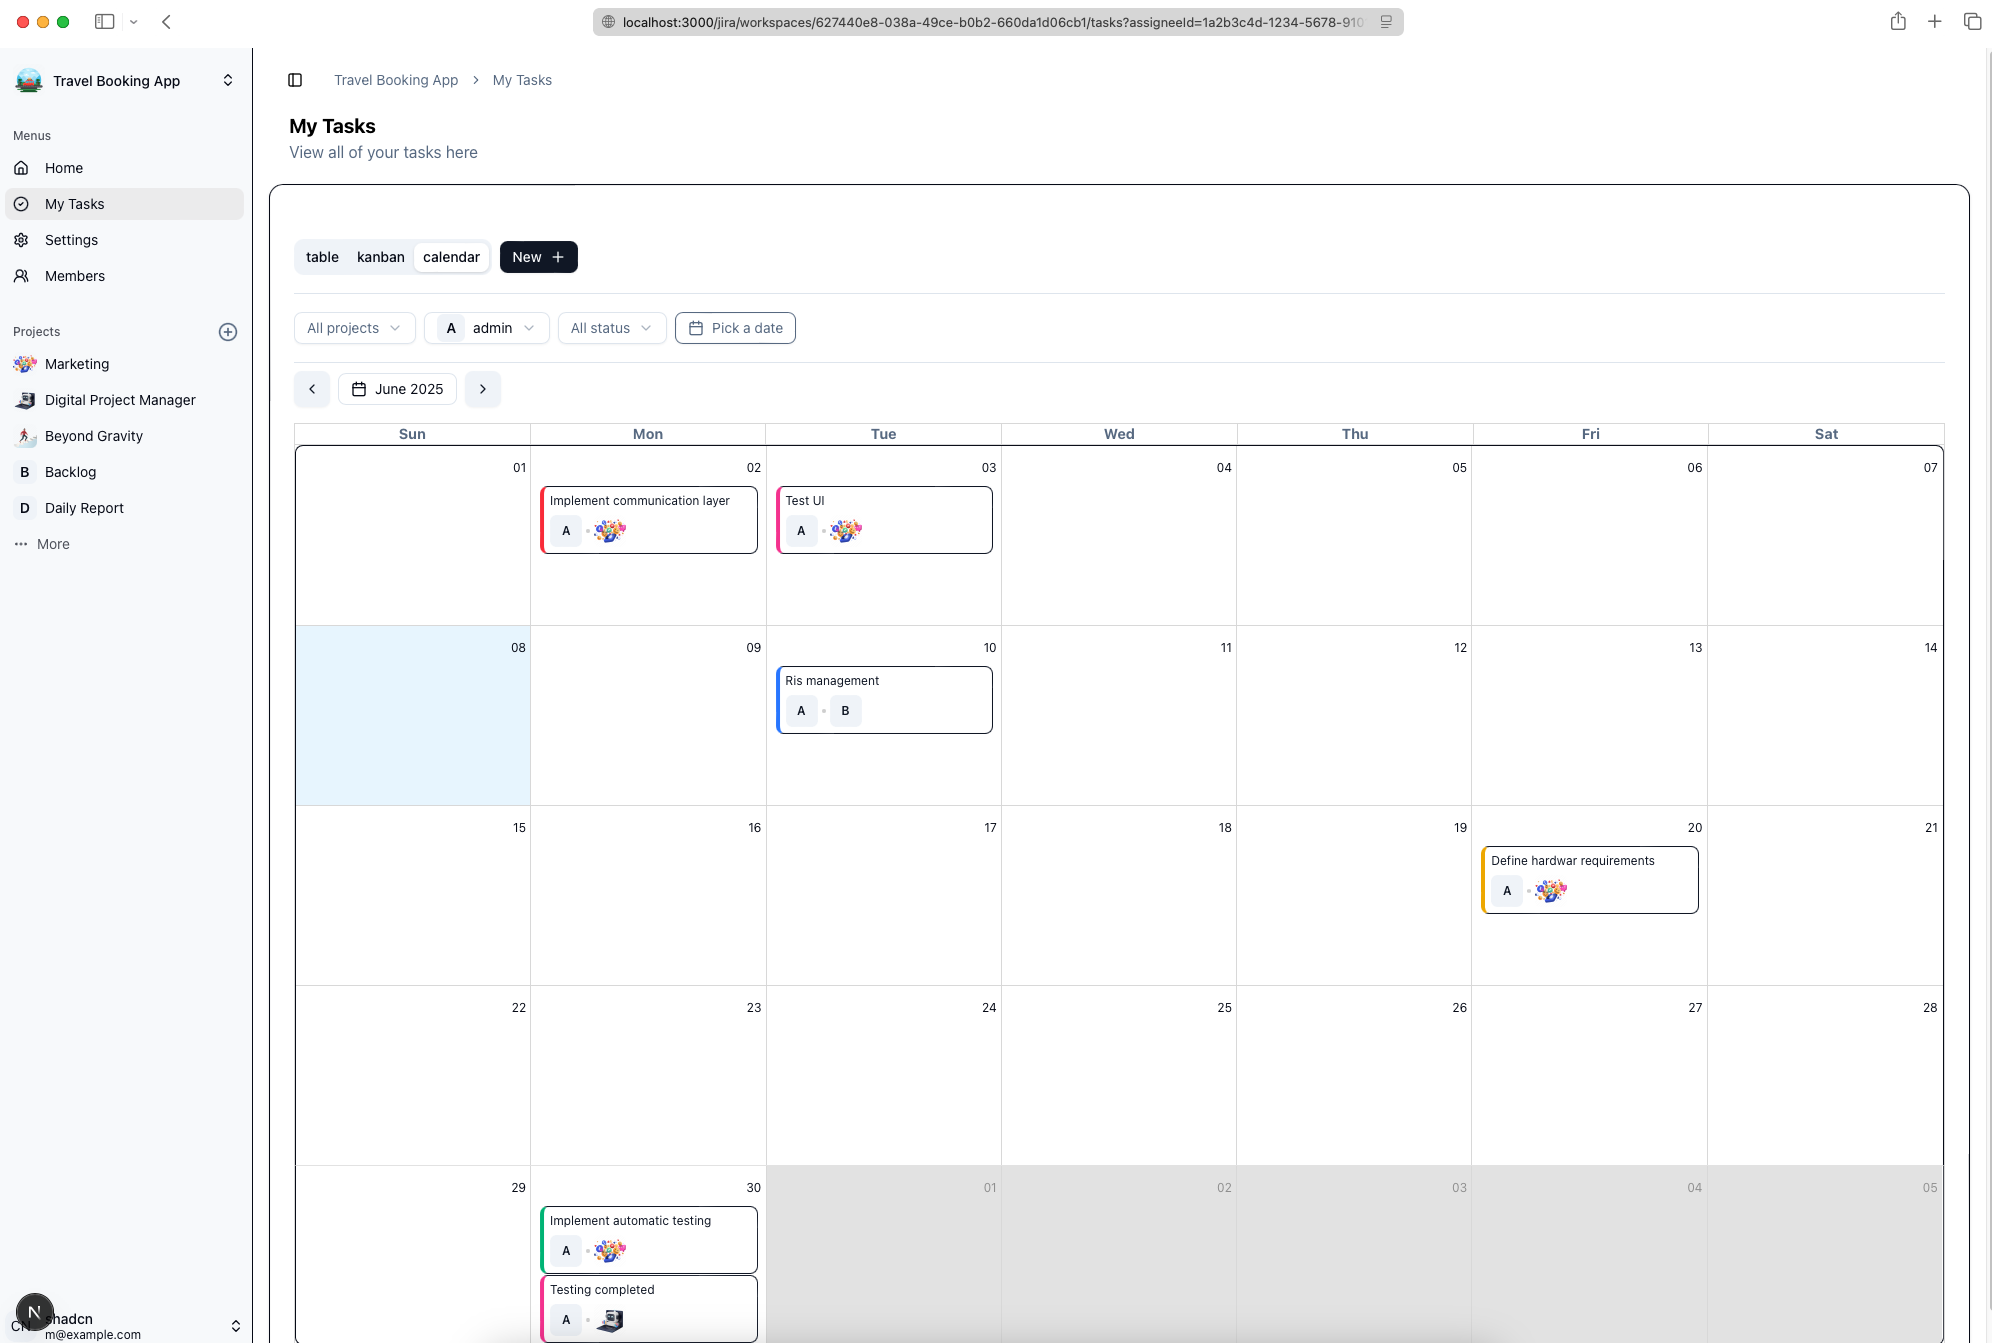 localhost:3000/jira/workspaces/627440e8-038a-49ce-b0b2-660da1d06cb1/tasks?assigneeId=1a2b3c4d-1234-5678-910
Travel Booking App
Menus
Home
My Tasks
Settings
Members
Projects
Marketing
Digital Project Manager
Beyond Gravity
B Backlog
D Daily Report
More
N
shadcn
m@example.com
Travel Booking App > My Tasks
My Tasks
View all of your tasks here
table kanban calendar New +
All projects A admin All status Pick a date
June 2025
Sun Mon Tue Wed Thu Fri Sat
01 02 03 04 05 06 07
Implement communication layer
A
Test UI
A
08 09 10 11 12 13 14
Ris management
A B
15 16 17 18 19 20 21
Define hardwar requirements
A
22 23 24 25 26 27 28
29 30 01 02 03 04 05
Implement automatic testing
A
Testing completed
A